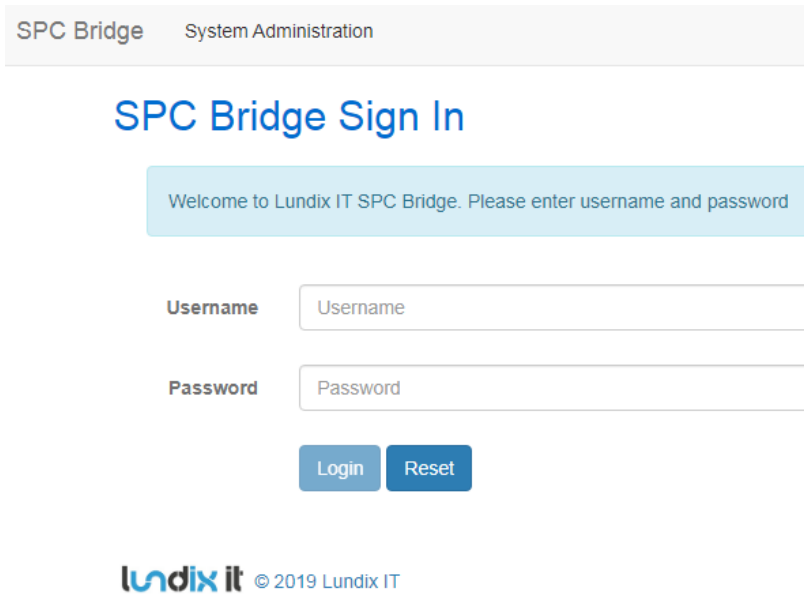 SPC Bridge System Administration
SPC Bridge Sign In
Welcome to Lundix IT SPC Bridge. Please enter username and password
Username Username
Password Password
Login Reset
lundix it © 2019 Lundix IT